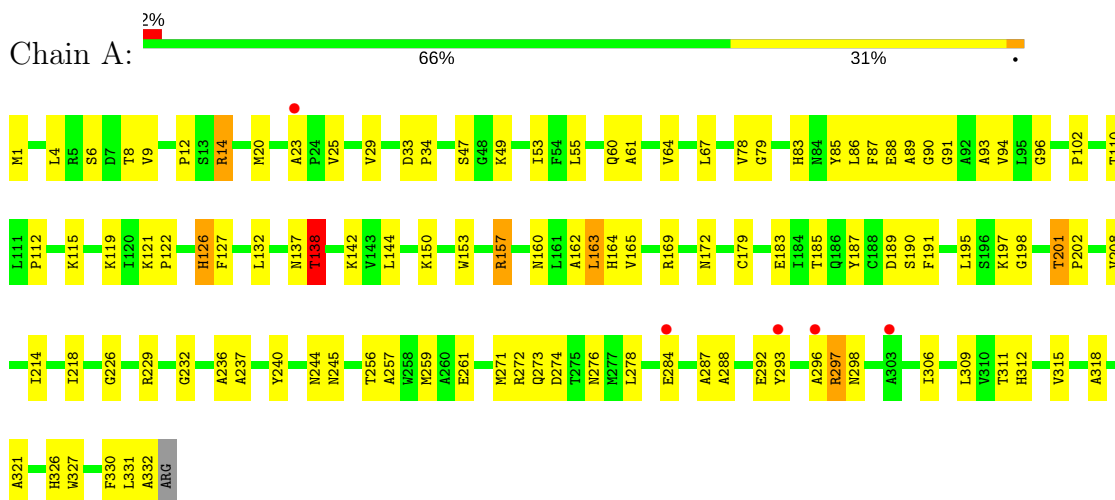 2%
Chain A:
66% 31% •
M1 L4 R5 S6 D7 T8 V9 P12 S13 R14 M20 A23 P24 V25 V29 D33 P34 S47 G48 K49 I53 F54 L55 Q60 A61 V64 L67 V78 G79 H83 N84 Y85 L86 F87 E88 A89 G90 G91 A92 A93 V94 L95 G96 P102 T110
L111 P112 K115 K119 I120 K121 P122 H126 F127 L132 N137 T138 K142 V143 L144 K150 W153 R157 N160 L161 A162 L163 H164 V165 R169 N172 C179 E183 I184 T185 Q186 Y187 C188 D189 S190 F191 L195 S196 K197 G198 T201 P202 V208
I214 I218 G226 R229 G232 A236 A237 Y240 N244 N245 T256 A257 W258 M259 A260 E261 M271 R272 Q273 D274 T275 N276 M277 L278 E284 A287 A288 E292 Y293 A296 R297 N298 A303 I306 L309 V310 T311 H312 V315 A318
A321 H326 W327 F330 L331 A332 ARG